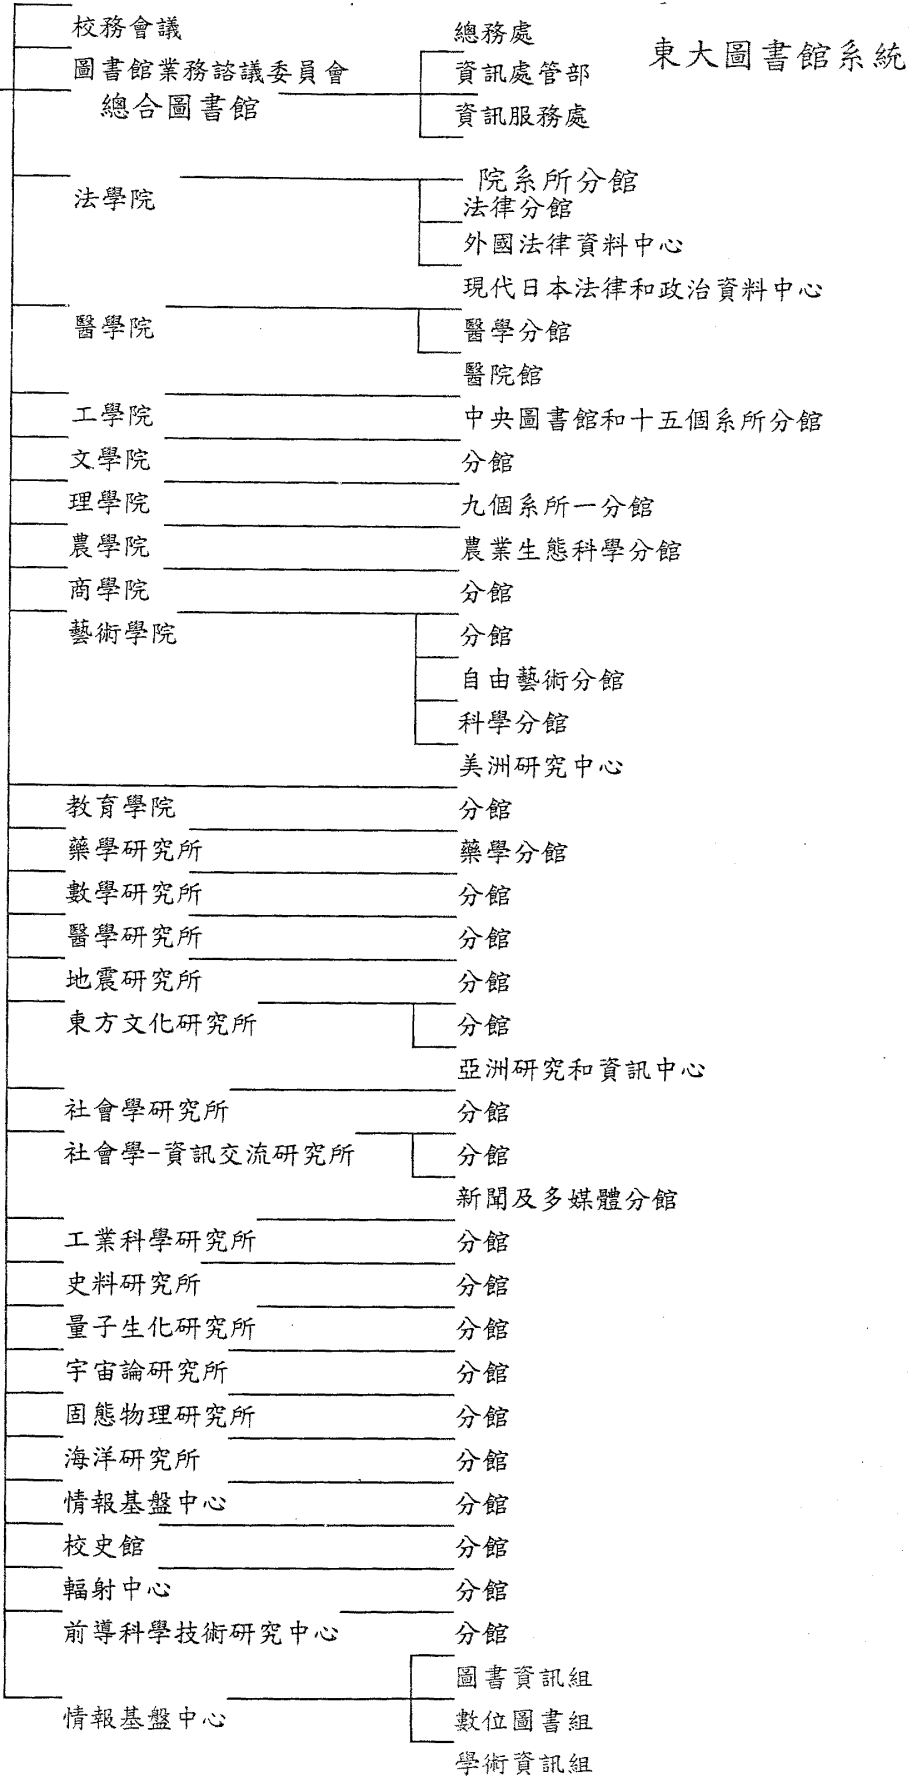 東大圖書館系統
校務會議 總務處
圖書館業務諮議委員會 資訊處管部
總合圖書館 資訊服務處
院系所分館
法學院 法律分館
外國法律資料中心
現代日本法律和政治資料中心
醫學院 醫學分館
醫院館
工學院 中央圖書館和十五個系所分館
文學院 分館
理學院 九個系所一分館
農學院 農業生態科學分館
商學院 分館
藝術學院 分館
自由藝術分館
科學分館
美洲研究中心
教育學院 分館
藥學研究所 藥學分館
數學研究所 分館
醫學研究所 分館
地震研究所 分館
東方文化研究所 分館
亞洲研究和資訊中心
社會學研究所 分館
社會學-資訊交流研究所 分館
新聞及多媒體分館
工業科學研究所 分館
史料研究所 分館
量子生化研究所 分館
宇宙論研究所 分館
固態物理研究所 分館
海洋研究所 分館
情報基盤中心 分館
校史館 分館
輻射中心 分館
前導科學技術研究中心 分館
圖書資訊組
情報基盤中心 數位圖書組
學術資訊組